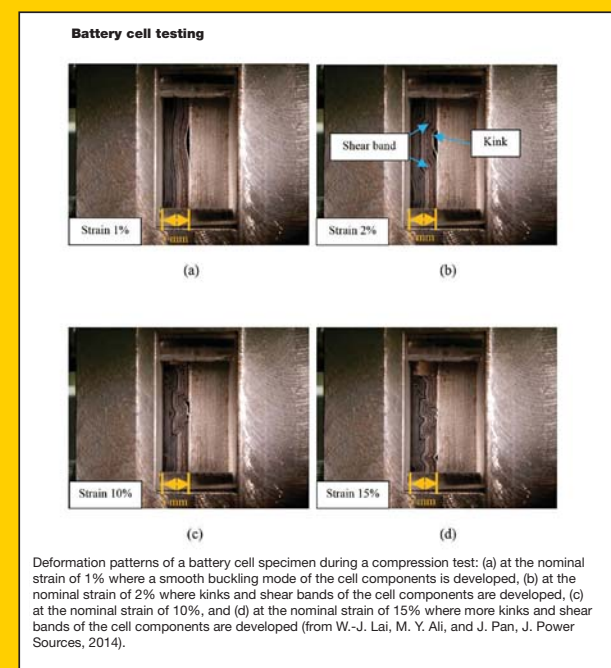 Battery cell testing
Shear band
Kink
Strain 1%
mm
Strain 2%
mm
(a)
(b)
Strain 10%
mm
Strain 15%
mm
(c)
(d)
Deformation patterns of a battery cell specimen during a compression test: (a) at the nominal
strain of 1% where a smooth buckling mode of the cell components is developed, (b) at the
nominal strain of 2% where kinks and shear bands of the cell components are developed, (c)
at the nominal strain of 10%, and (d) at the nominal strain of 15% where more kinks and shear
bands of the cell components are developed (from W.-J. Lai, M. Y. Ali, and J. Pan, J. Power
Sources, 2014).